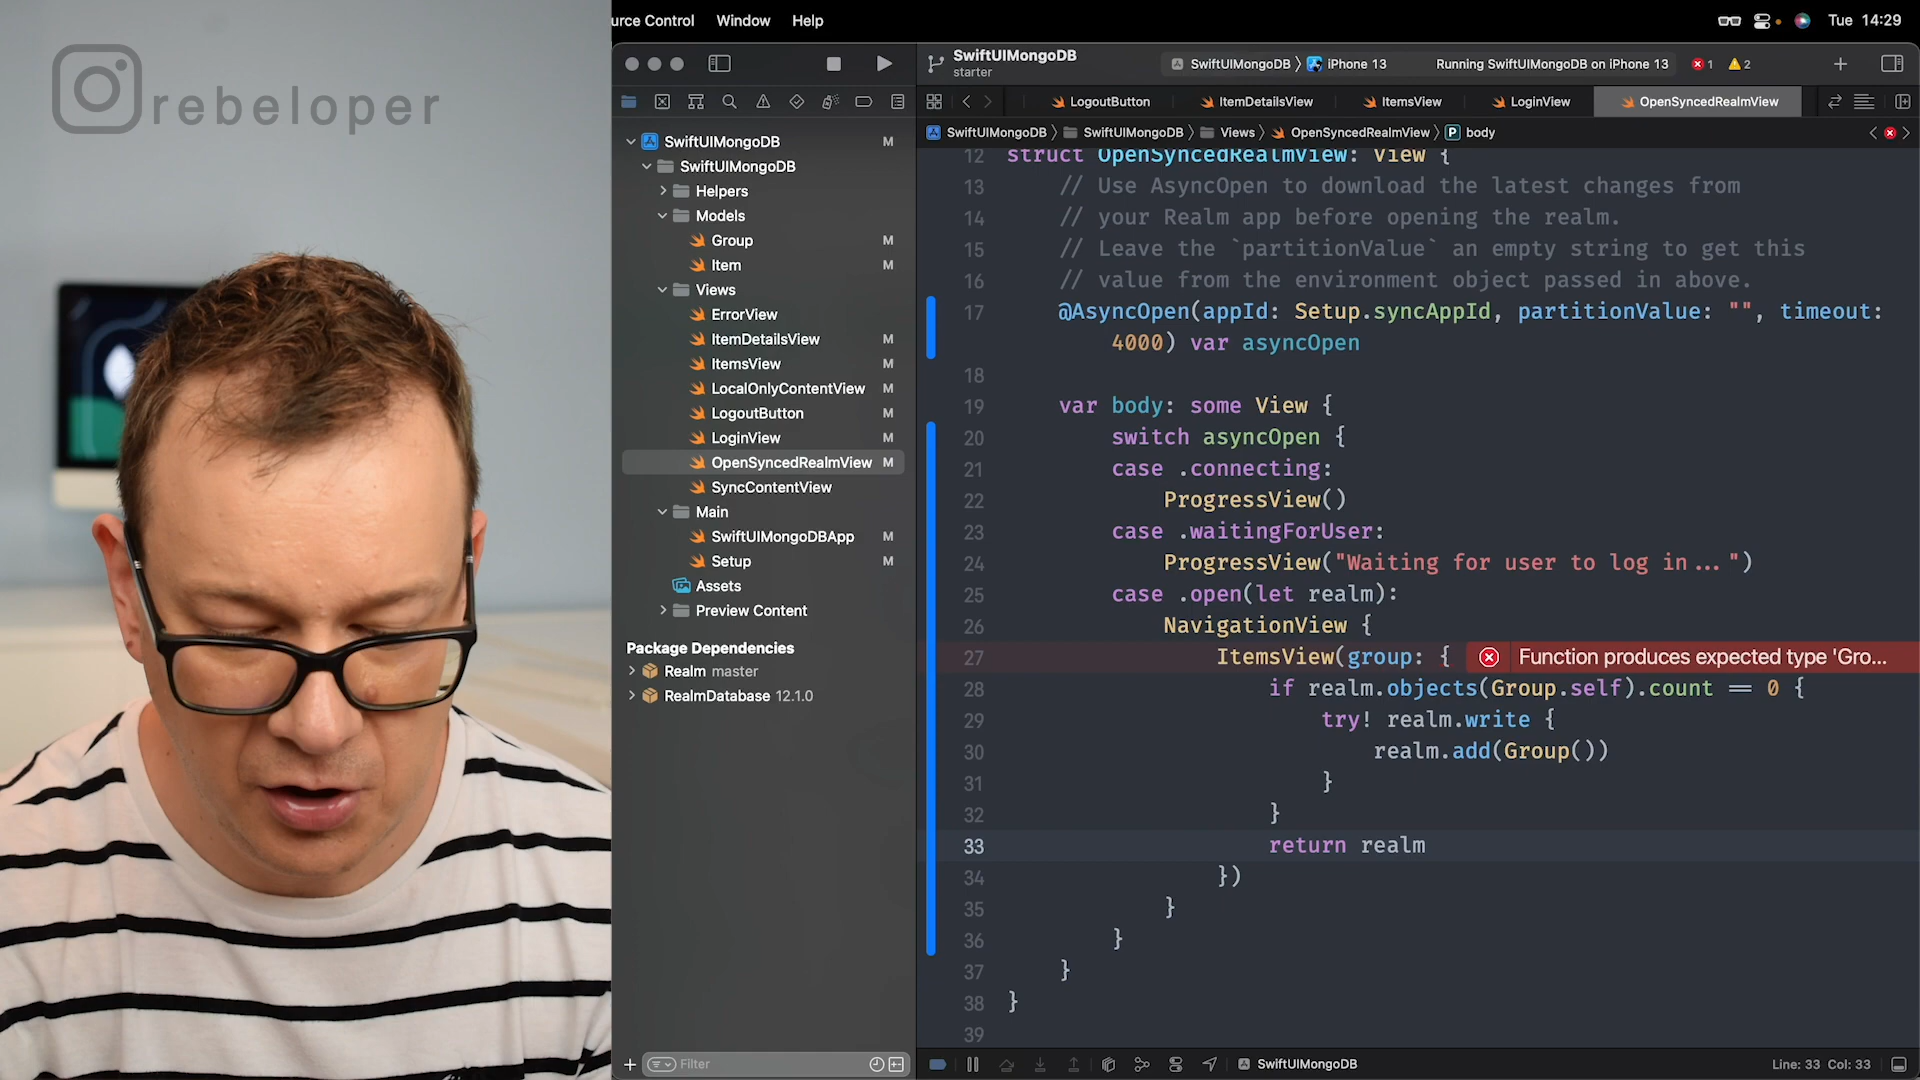 rebeloper
urce Control Window Help
Tue 14:29
SwiftUIMongoDB
starter
SwiftUIMongoDB iPhone 13
Running SwiftUIMongoDB on iPhone 13
1
2
LogoutButton
ItemDetailsView
ItemsView
LoginView
OpenSyncedRealmView
SwiftUIMongoDB SwiftUIMongoDB Views OpenSyncedRealmView P body
SwiftUIMongoDB M
SwiftUIMongoDB
Helpers
Models
Group M
Item M
Views
ErrorView
ItemDetailsView M
ItemsView M
LocalOnlyContentView M
LogoutButton M
LoginView M
OpenSyncedRealmView M
SyncContentView
Main
SwiftUIMongoDBApp M
Setup M
Assets
Preview Content
Package Dependencies
Realm master
RealmDatabase 12.1.0
Filter
12 struct OpenSyncedRealmView: View {
13 // Use AsyncOpen to download the latest changes from
14 // your Realm app before opening the realm.
15 // Leave the `partitionValue` an empty string to get this
16 // value from the environment object passed in above.
17 @AsyncOpen(appId: Setup.syncAppId, partitionValue: "", timeout:
4000) var asyncOpen
18
19 var body: some View {
20 switch asyncOpen {
21 case .connecting:
22 ProgressView()
23 case .waitingForUser:
24 ProgressView("Waiting for user to log in...")
25 case .open(let realm):
26 NavigationView {
27 ItemsView(group: { Function produces expected type 'Gro...
28 if realm.objects(Group.self).count == 0 {
29 try! realm.write {
30 realm.add(Group())
31 }
32 }
33 return realm
34 })
35 }
36 }
37 }
38 }
39
SwiftUIMongoDB
Line: 33 Col: 33